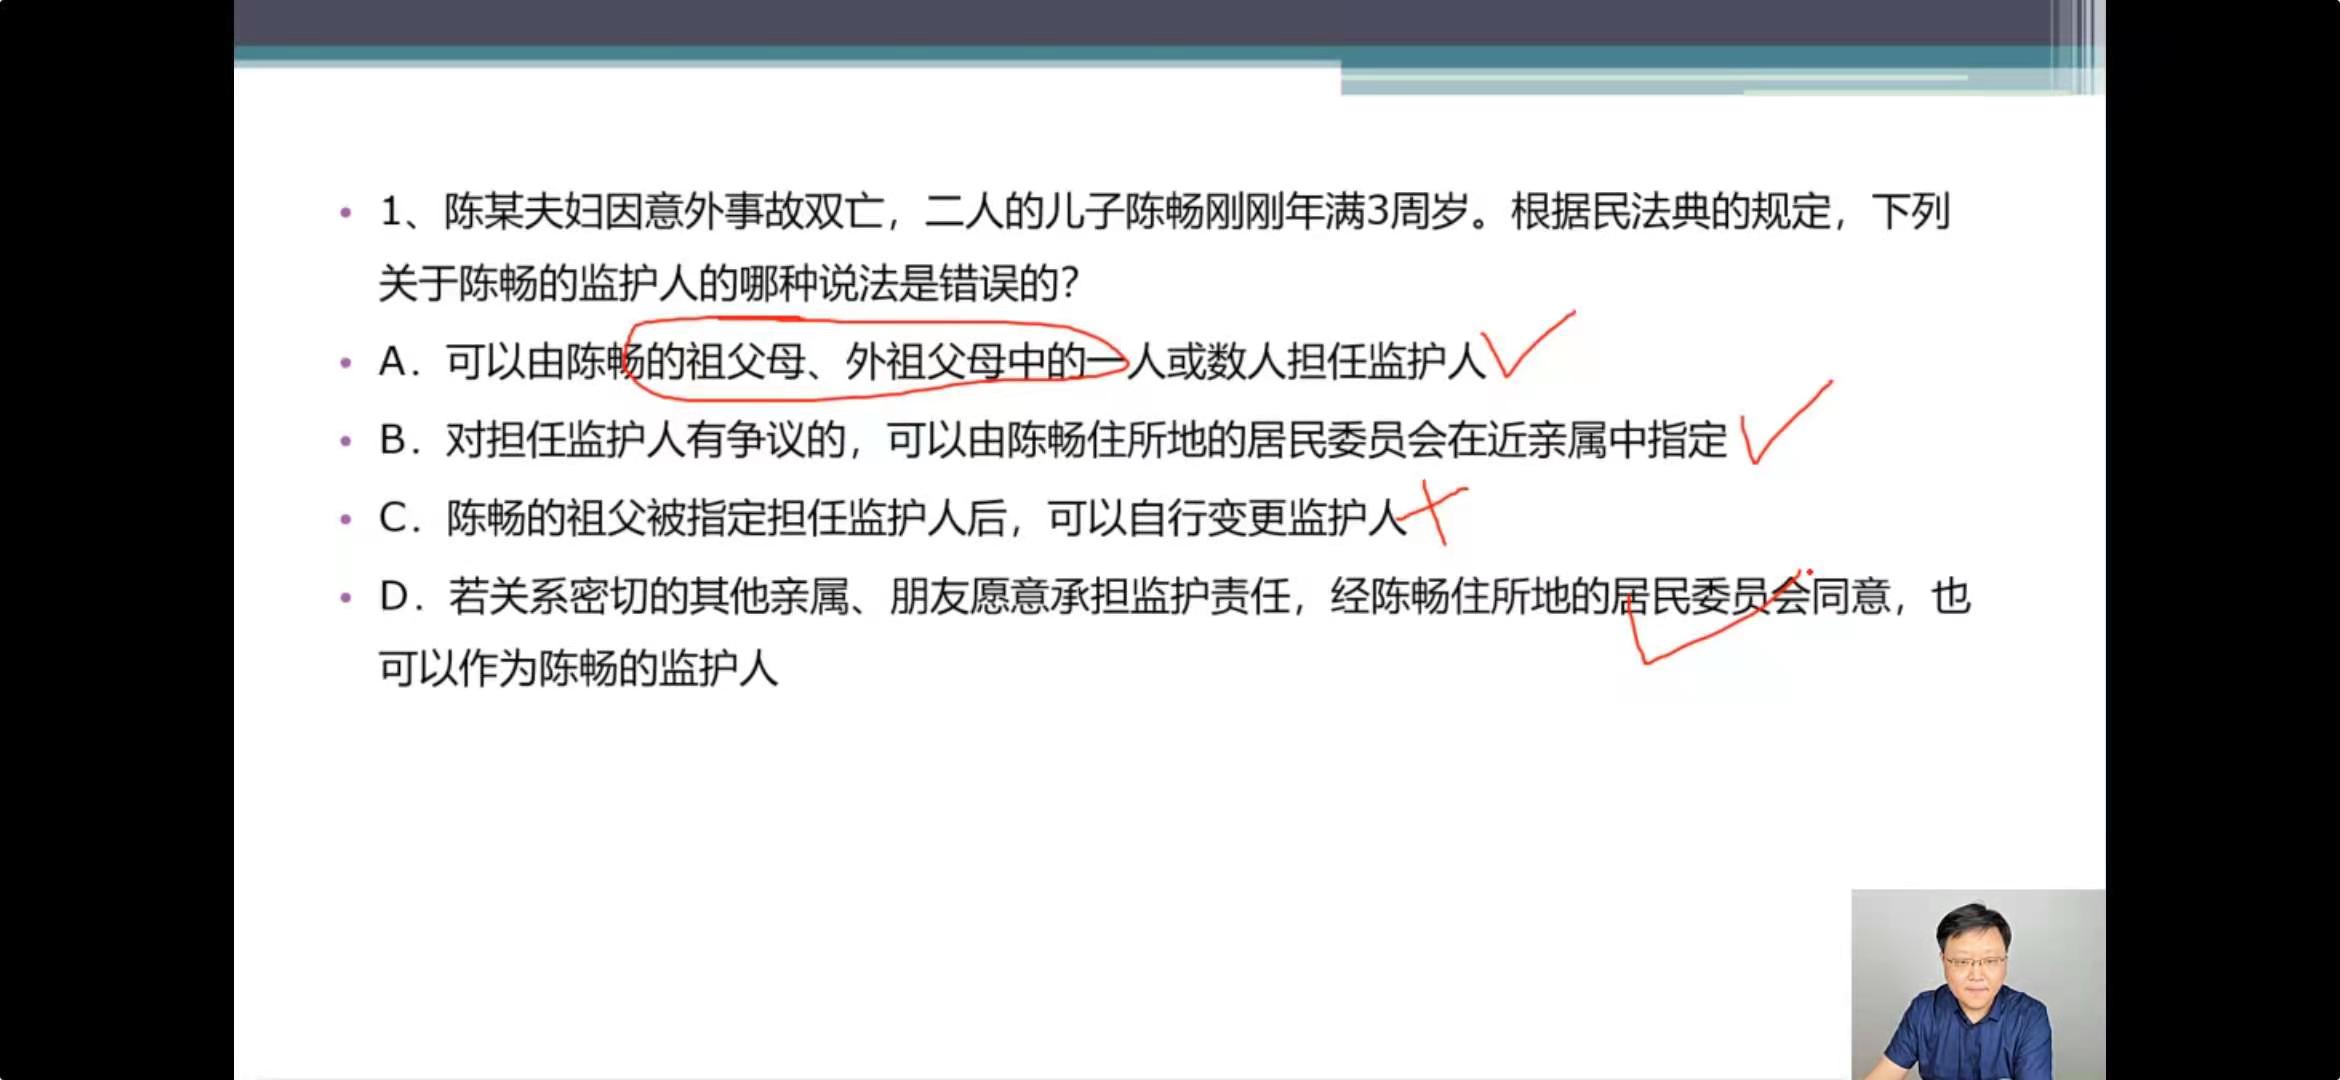 1、陈某夫妇因意外事故双亡，二人的儿子陈畅刚刚年满3周岁。根据民法典的规定，下列
关于陈畅的监护人的哪种说法是错误的?
A．可以由陈畅的祖父母、外祖父母中的一人或数人担任监护人
B．对担任监护人有争议的，可以由陈畅住所地的居民委员会在近亲属中指定
C．陈畅的祖父被指定担任监护人后，可以自行变更监护人
D．若关系密切的其他亲属、朋友愿意承担监护责任，经陈畅住所地的居民委员会同意，也
可以作为陈畅的监护人